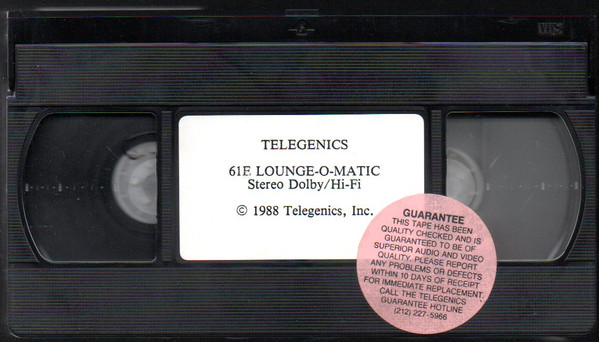 VHS
TELEGENICS
61E LOUNGE-O-MATIC
Stereo Dolby/Hi-Fi
© 1988 Telegenics, Inc.
GUARANTEE
THIS TAPE HAS BEEN
QUALITY CHECKED AND IS
GUARANTEED TO BE OF
SUPERIOR AUDIO AND VIDEO
QUALITY. PLEASE REPORT
ANY PROBLEMS OR DEFECTS
WITHIN 10 DAYS OF RECEIPT
FOR IMMEDIATE REPLACEMENT.
CALL THE TELEGENICS
GUARANTEE HOTLINE
(212) 227-5966